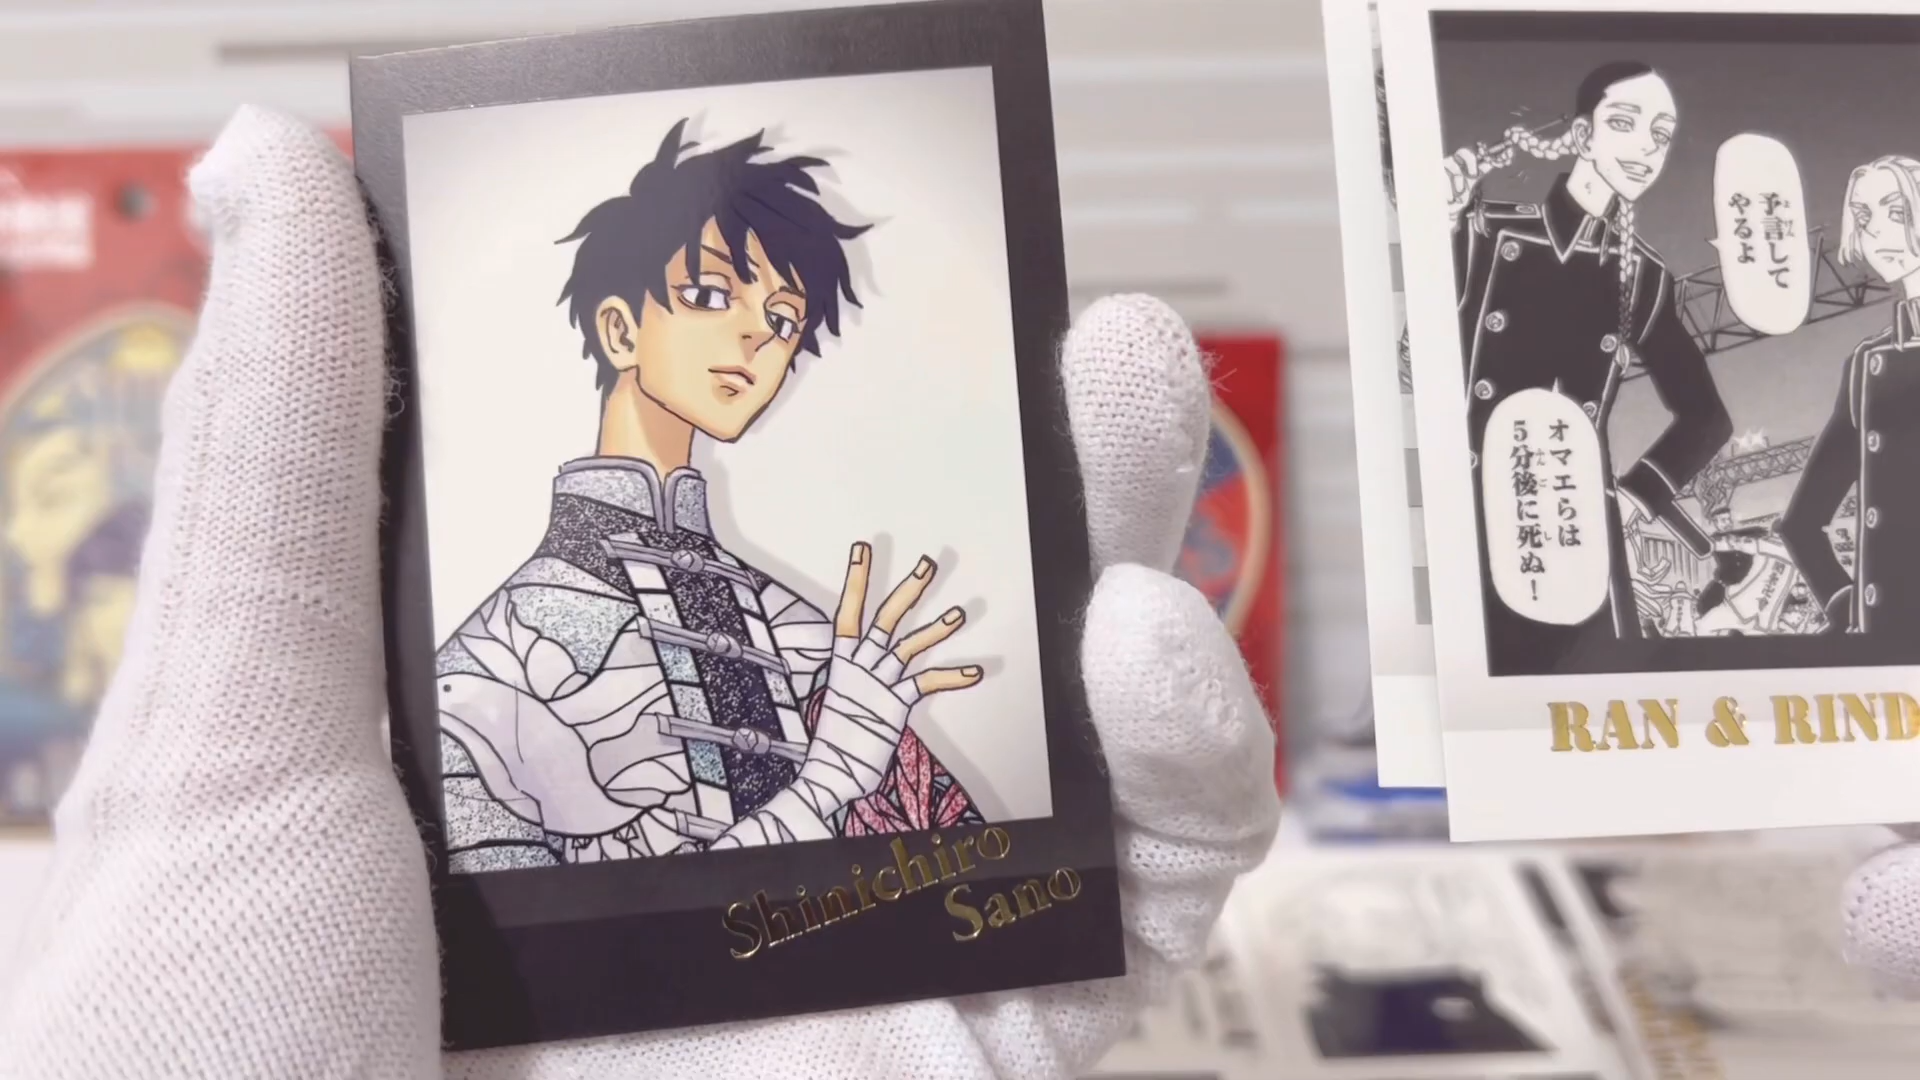 Shinichiro
Sano
予言して
やるよ
オマエらは
5分後に死ぬ!
RAN & RIND